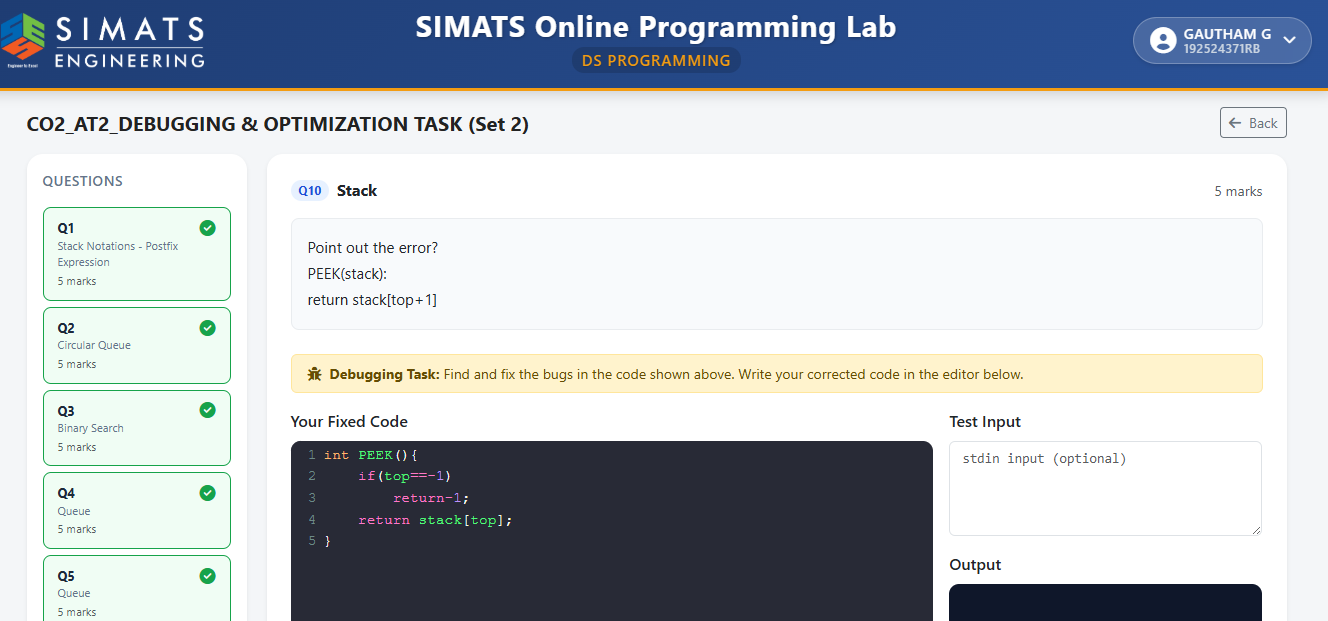 SIMATS
ENGINEERING
Engineer to Excel
SIMATS Online Programming Lab
DS PROGRAMMING
GAUTHAM G
192524371RB
CO2_AT2_DEBUGGING & OPTIMIZATION TASK (Set 2)
Back
QUESTIONS
Q1
Stack Notations - Postfix
Expression
5 marks
Q2
Circular Queue
5 marks
Q3
Binary Search
5 marks
Q4
Queue
5 marks
Q5
Queue
5 marks
Q10 Stack
5 marks
Point out the error?
PEEK(stack):
return stack[top+1]
Debugging Task: Find and fix the bugs in the code shown above. Write your corrected code in the editor below.
Your Fixed Code
1 int PEEK(){
2     if(top==-1)
3         return-1;
4     return stack[top];
5 }
Test Input
stdin input (optional)
Output